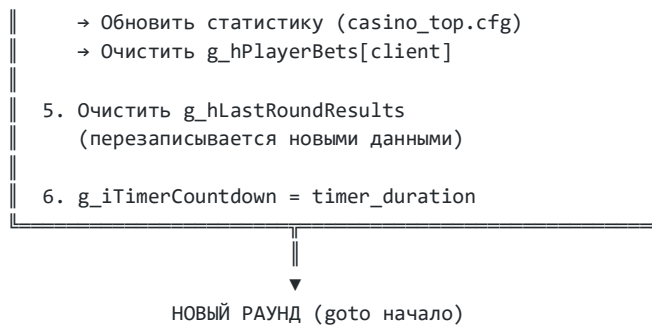 → Обновить статистику (casino_top.cfg)
→ Очистить g_hPlayerBets[client]
5. Очистить g_hLastRoundResults
(перезаписывается новыми данными)
6. g_iTimerCountdown = timer_duration
НОВЫЙ РАУНД (goto начало)